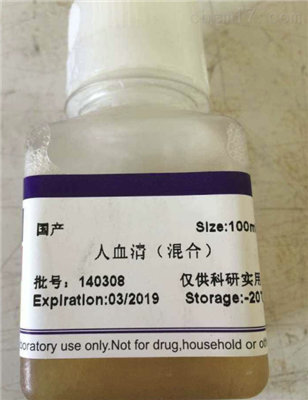 国产 Size:100m
人血清（混合）
批号：140308 仅供科研实用
Expiration:03/2019 Storage:-20
oratory use only.Not for drug,household or oth